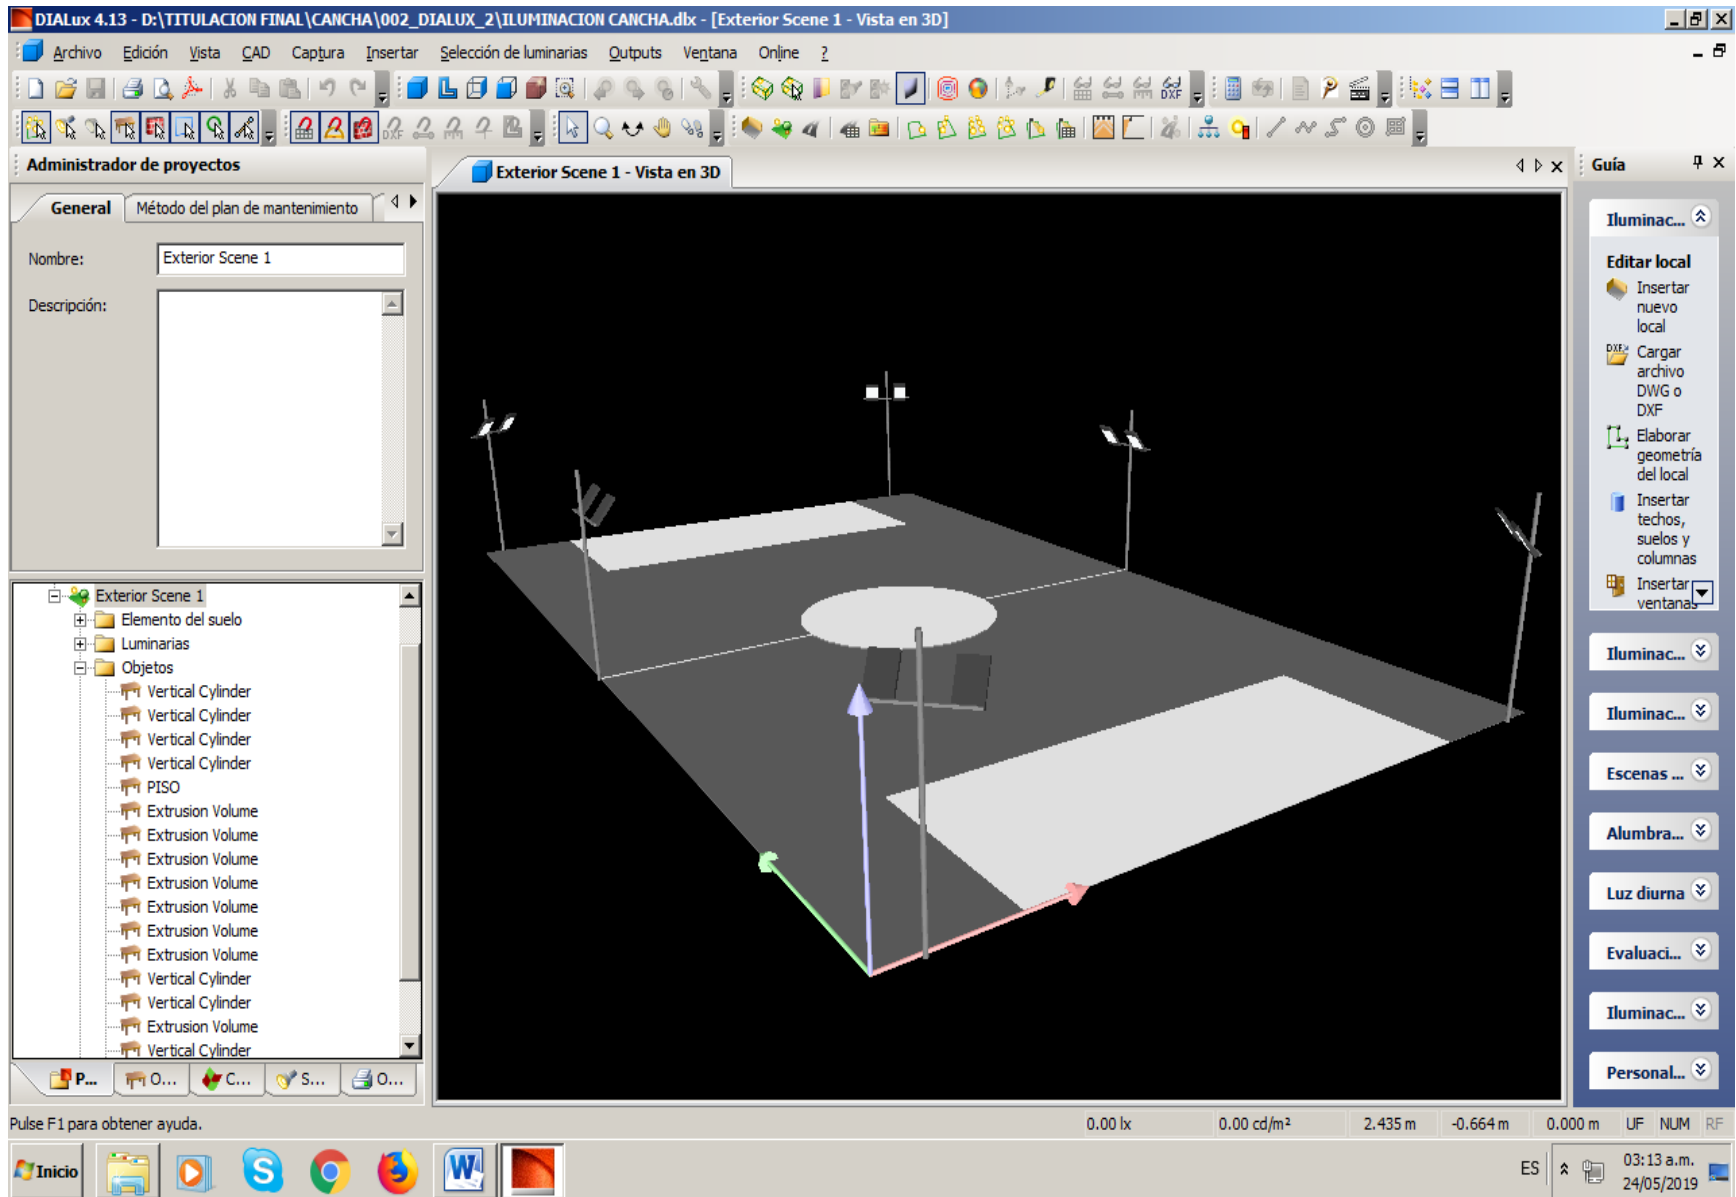 DIALux 4.13 - D:\TITULACION FINAL\CANCHA\002_DIALUX_2\ILUMINACION CANCHA.dlx - [Exterior Scene 1 - Vista en 3D]
Archivo Edición Vista CAD Captura Insertar Selección de luminarias Outputs Ventana Online ?
DXF
DXF
Administrador de proyectos
Exterior Scene 1 - Vista en 3D
Guía
General Método del plan de mantenimiento
Nombre: Exterior Scene 1
Descripción:
Exterior Scene 1
Elemento del suelo
Luminarias
Objetos
Vertical Cylinder
Vertical Cylinder
Vertical Cylinder
Vertical Cylinder
PISO
Extrusion Volume
Extrusion Volume
Extrusion Volume
Extrusion Volume
Extrusion Volume
Extrusion Volume
Extrusion Volume
Vertical Cylinder
Vertical Cylinder
Extrusion Volume
Vertical Cylinder
P... O... C... S... O...
Iluminac...
Editar local
Insertar
nuevo
local
DXF
Cargar
archivo
DWG o
DXF
Elaborar
geometría
del local
Insertar
techos,
suelos y
columnas
Insertar
ventanas
Iluminac...
Iluminac...
Escenas ...
Alumbra...
Luz diurna
Evaluaci...
Iluminac...
Personal...
Pulse F1 para obtener ayuda.
0.00 lx 0.00 cd/m² 2.435 m -0.664 m 0.000 m UF NUM RF
Inicio
ES
03:13 a.m.
24/05/2019